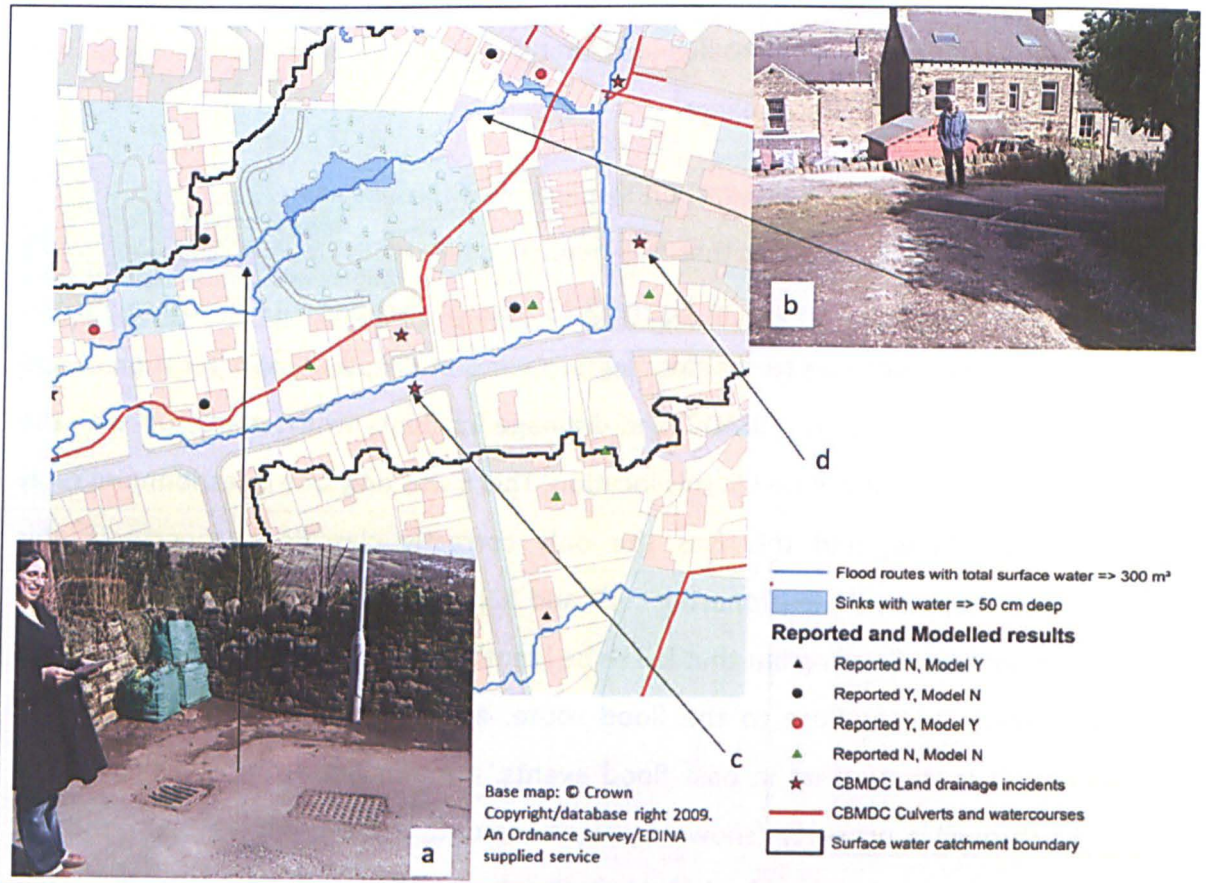 b
d
c
a
Base map: © Crown
Copyright/database right 2009.
An Ordnance Survey/EDINA
supplied service
Flood routes with total surface water => 300 m³
Sinks with water => 50 cm deep
Reported and Modelled results
Reported N, Model Y
Reported Y, Model N
Reported Y, Model Y
Reported N, Model N
CBMDC Land drainage incidents
CBMDC Culverts and watercourses
Surface water catchment boundary